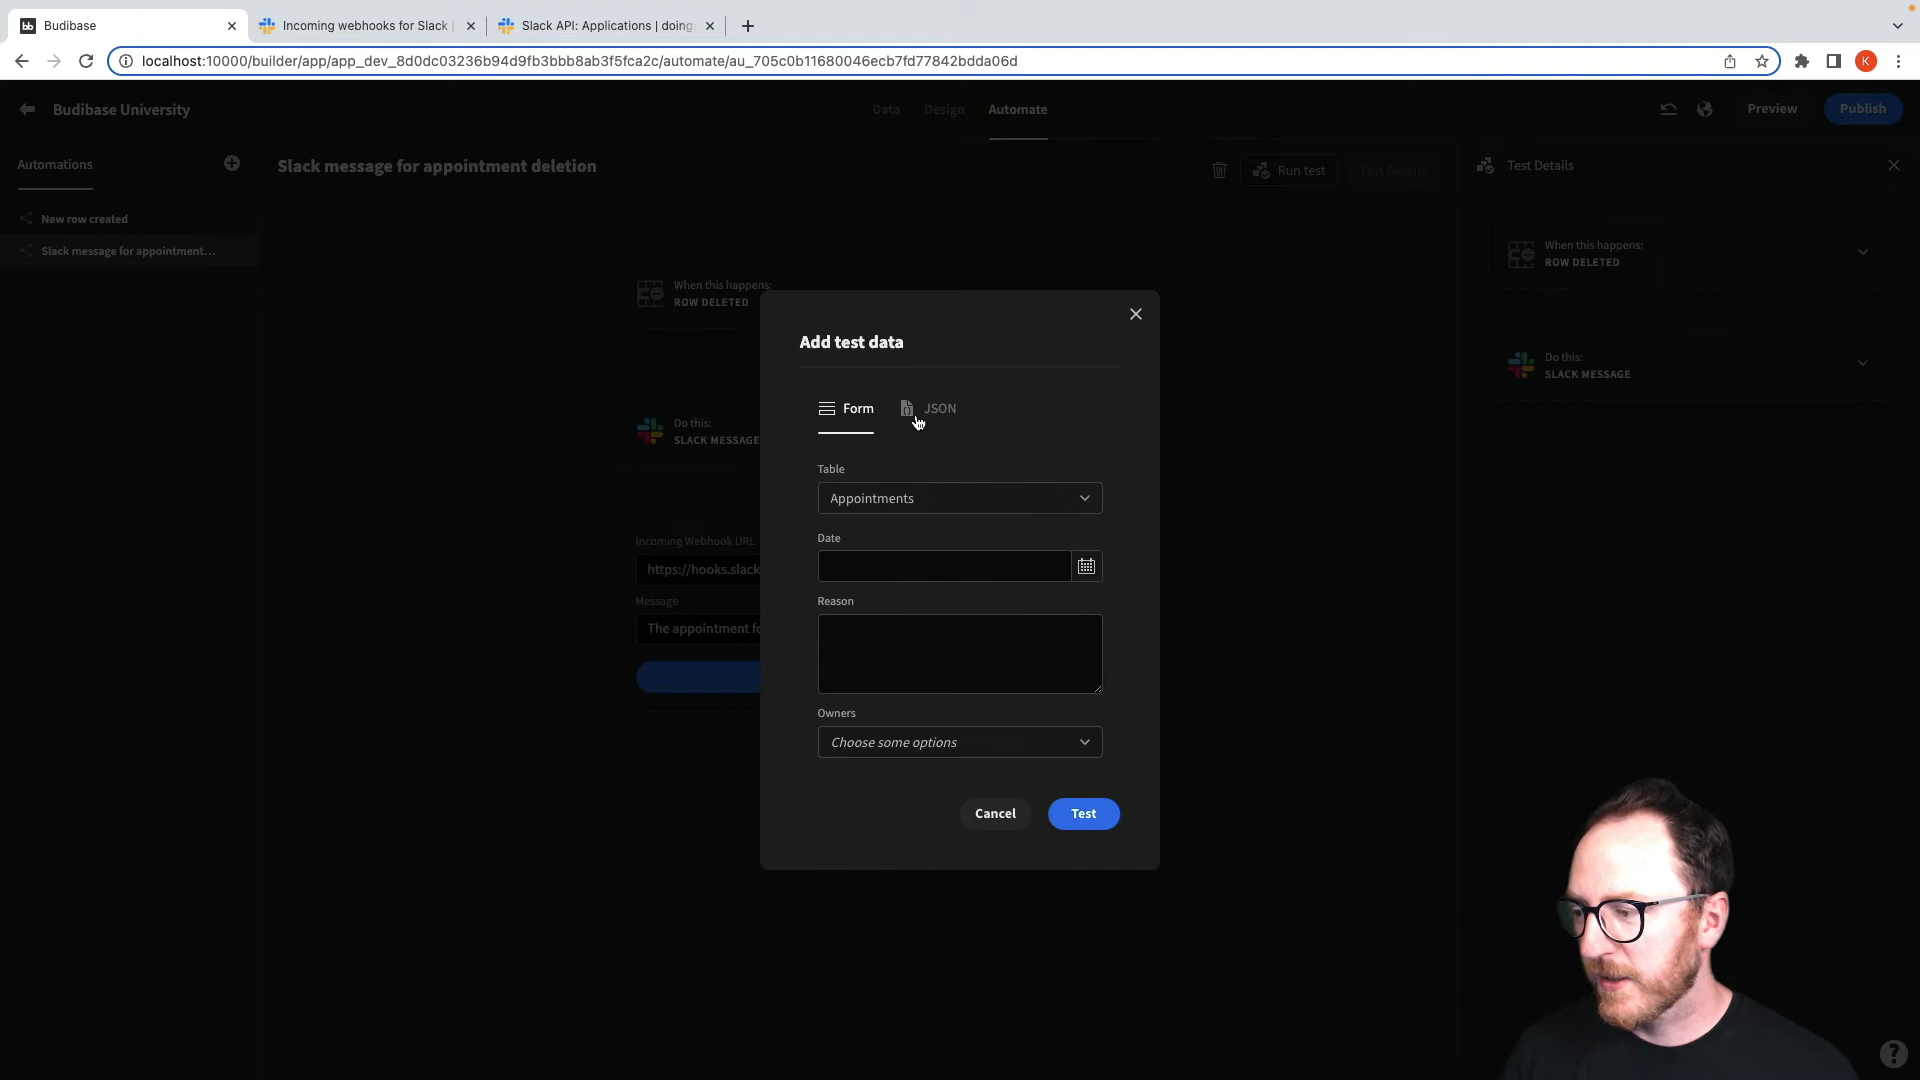 bb Budibase
Incoming webhooks for Slack |
Slack API: Applications | doing
localhost:10000/builder/app/app_dev_8d0dc03236b94d9fb3bbb8ab3f5fca2c/automate/au_705c0b11680046ecb7fd77842bdda06d
K
Budibase University
Data
Design
Automate
Preview
Publish
Automations
Slack message for appointment deletion
Run test
Test Details
Test Details
New row created
Slack message for appointment...
When this happens:
ROW DELETED
When this happens:
ROW DELETED
Do this:
SLACK MESSAGE
Do this:
SLACK MESSAGE
Incoming Webhook URL
https://hooks.slack
Message
The appointment fo
Add test data
Form
JSON
Table
Appointments
Date
Reason
Owners
Choose some options
Cancel
Test
?